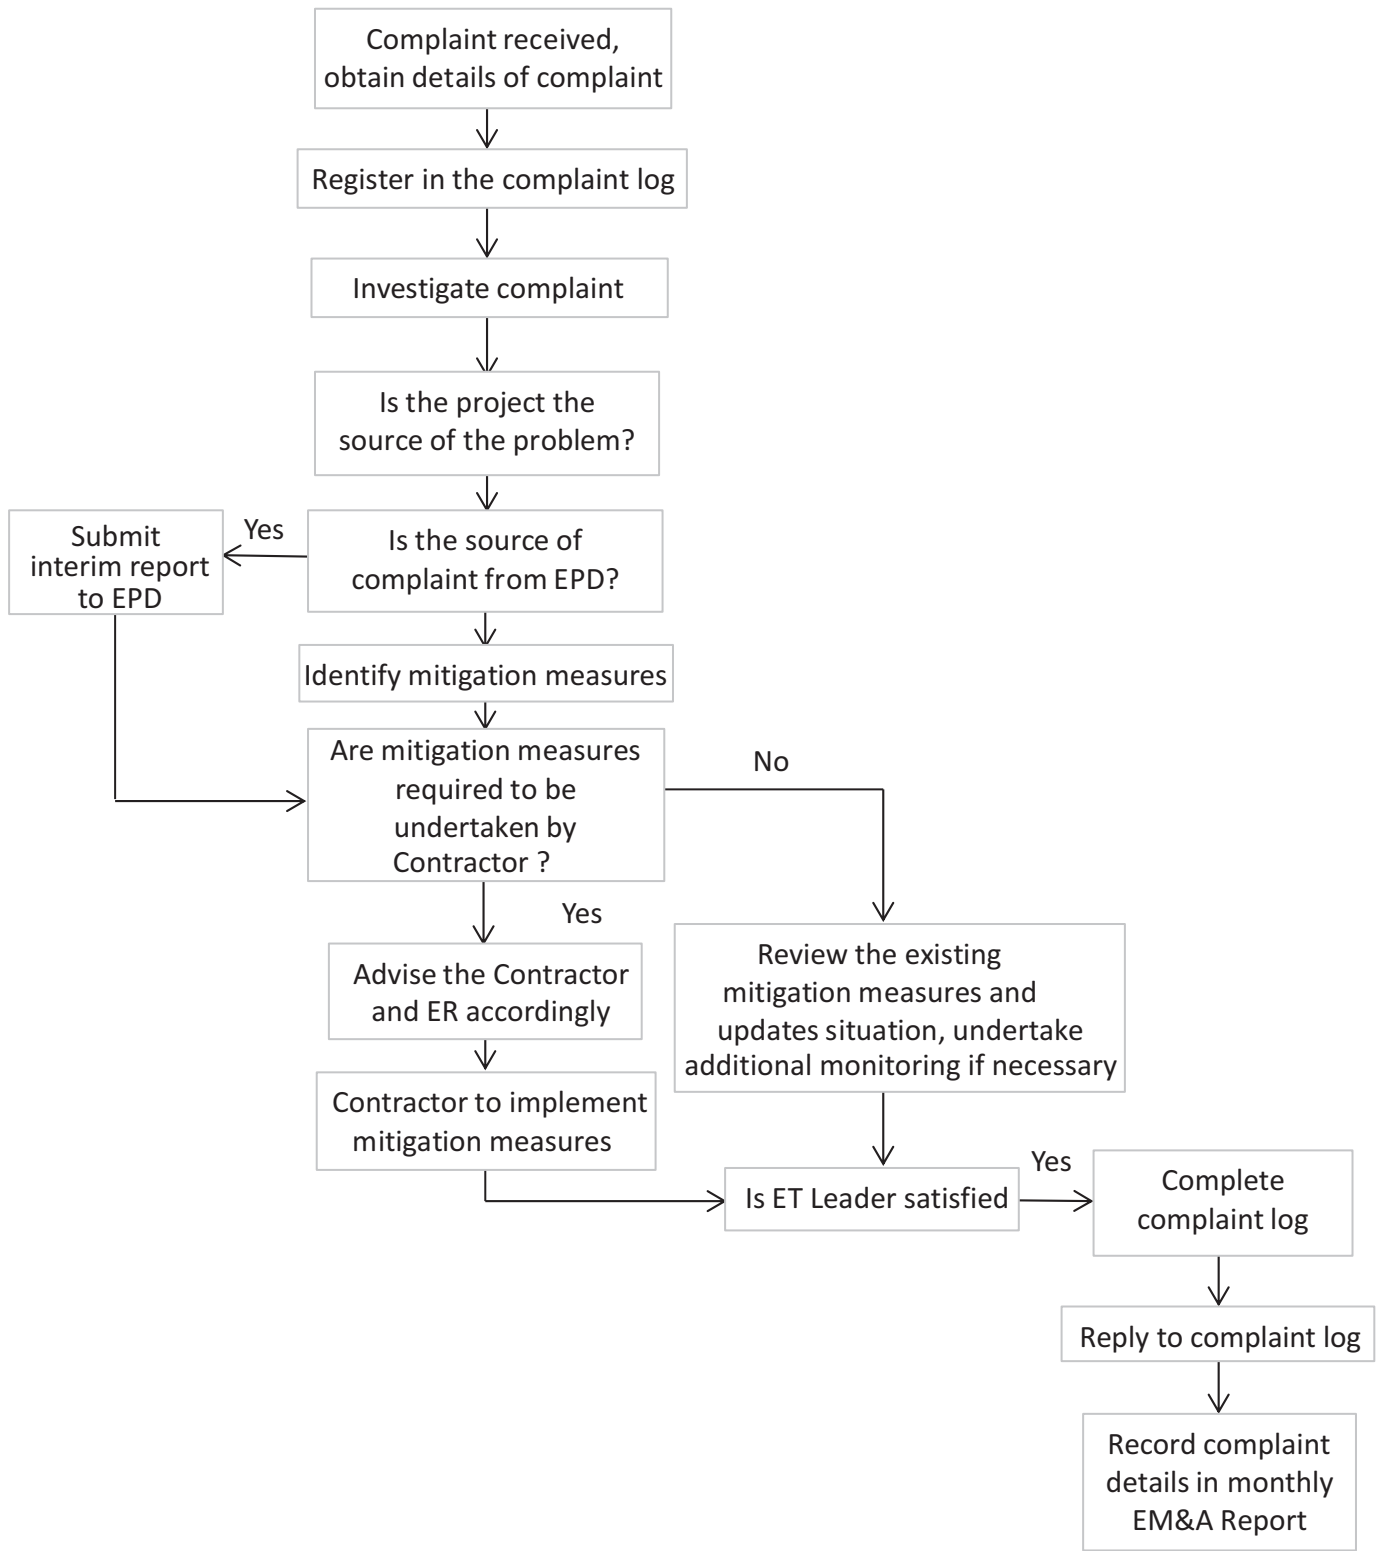 Complaint received,
obtain details of complaint
Register in the complaint log
Investigate complaint
Is the project the
source of the problem?
Submit
interim report
to EPD
Yes
Is the source of
complaint from EPD?
Identify mitigation measures
Are mitigation measures
required to be
undertaken by
Contractor ?
No
Yes
Advise the Contractor
and ER accordingly
Review the existing
mitigation measures and
updates situation, undertake
additional monitoring if necessary
Contractor to implement
mitigation measures
Is ET Leader satisfied
Yes
Complete
complaint log
Reply to complaint log
Record complaint
details in monthly
EM&A Report